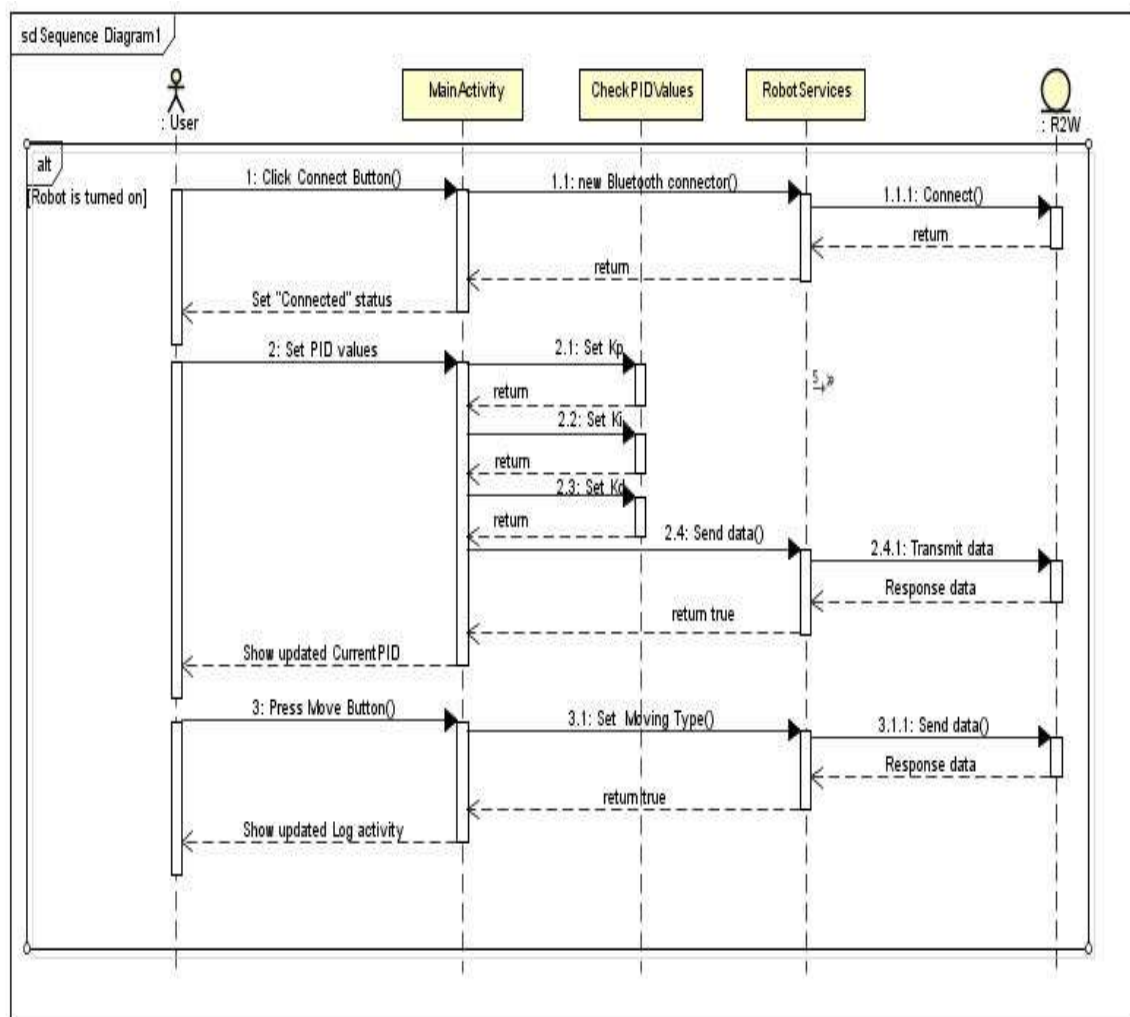 sd Sequence Diagram1
: User
MainActivity
CheckPIDValues
RobotServices
: R2W
alt
[Robot is turned on]
1: Click Connect Button()
1.1: new Bluetooth connector()
1.1.1: Connect()
return
return
Set "Connected" status
2: Set PID values
2.1: Set Kp
5
return
2.2: Set Ki
return
2.3: Set Kd
return
2.4: Send data()
2.4.1: Transmit data
Response data
return true
Show updated CurrentPID
3: Press Move Button()
3.1: Set Moving Type()
3.1.1: Send data()
Response data
return true
Show updated Log activity